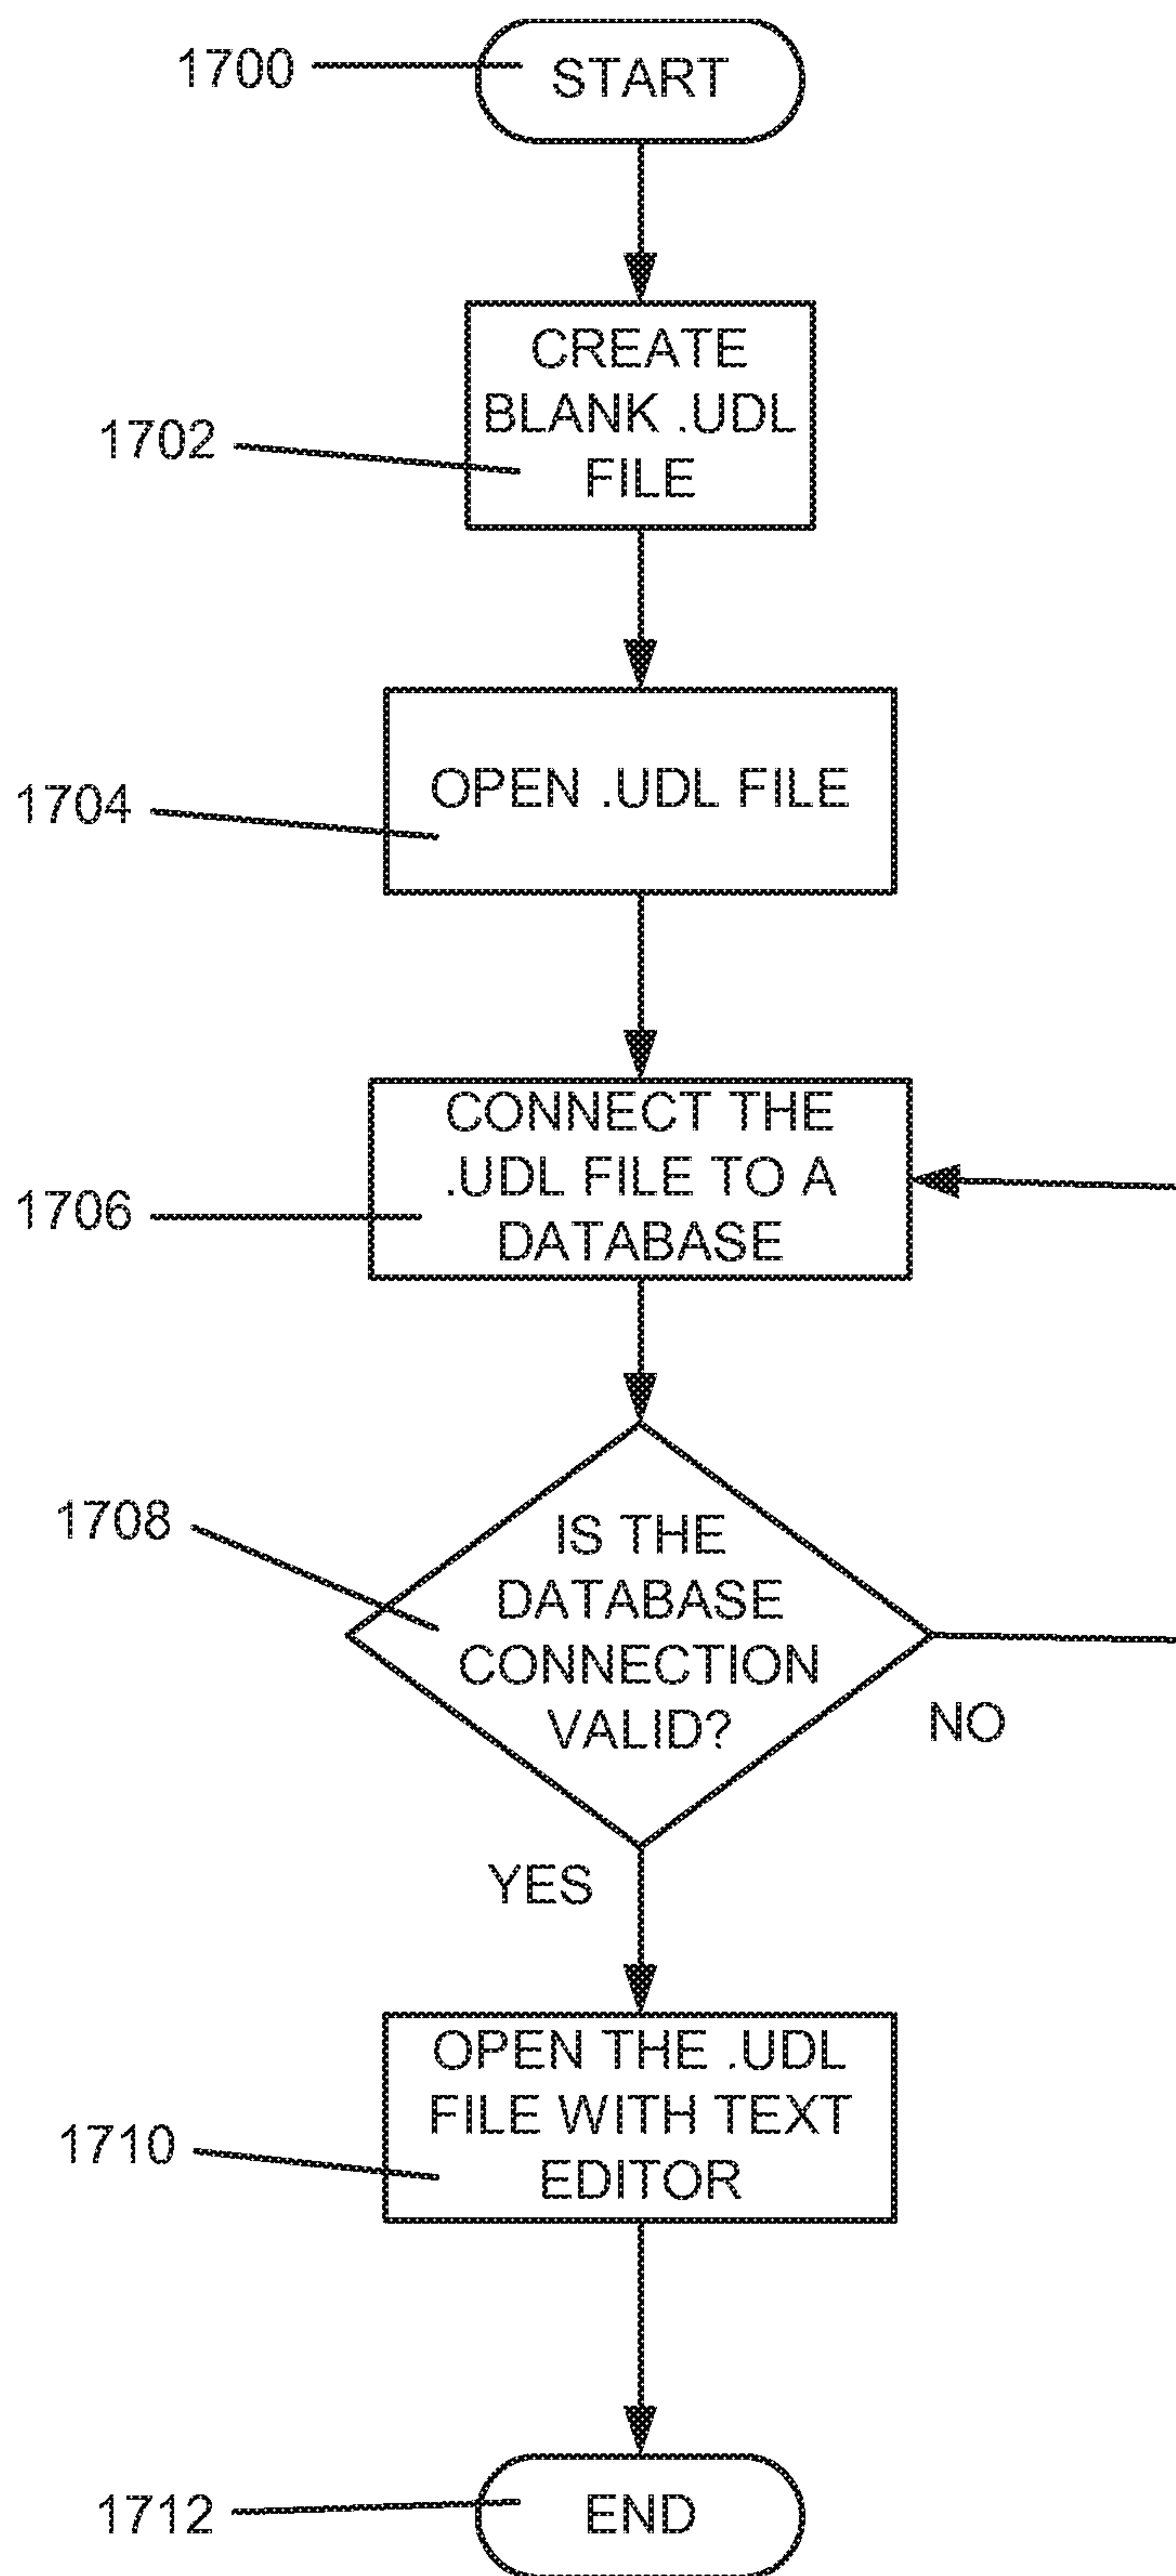 1700
START
CREATE
BLANK .UDL
FILE
1702
OPEN .UDL FILE
1704
CONNECT THE
.UDL FILE TO A
DATABASE
1706
IS THE
DATABASE
CONNECTION
VALID?
1708
NO
YES
OPEN THE .UDL
FILE WITH TEXT
EDITOR
1710
END
1712